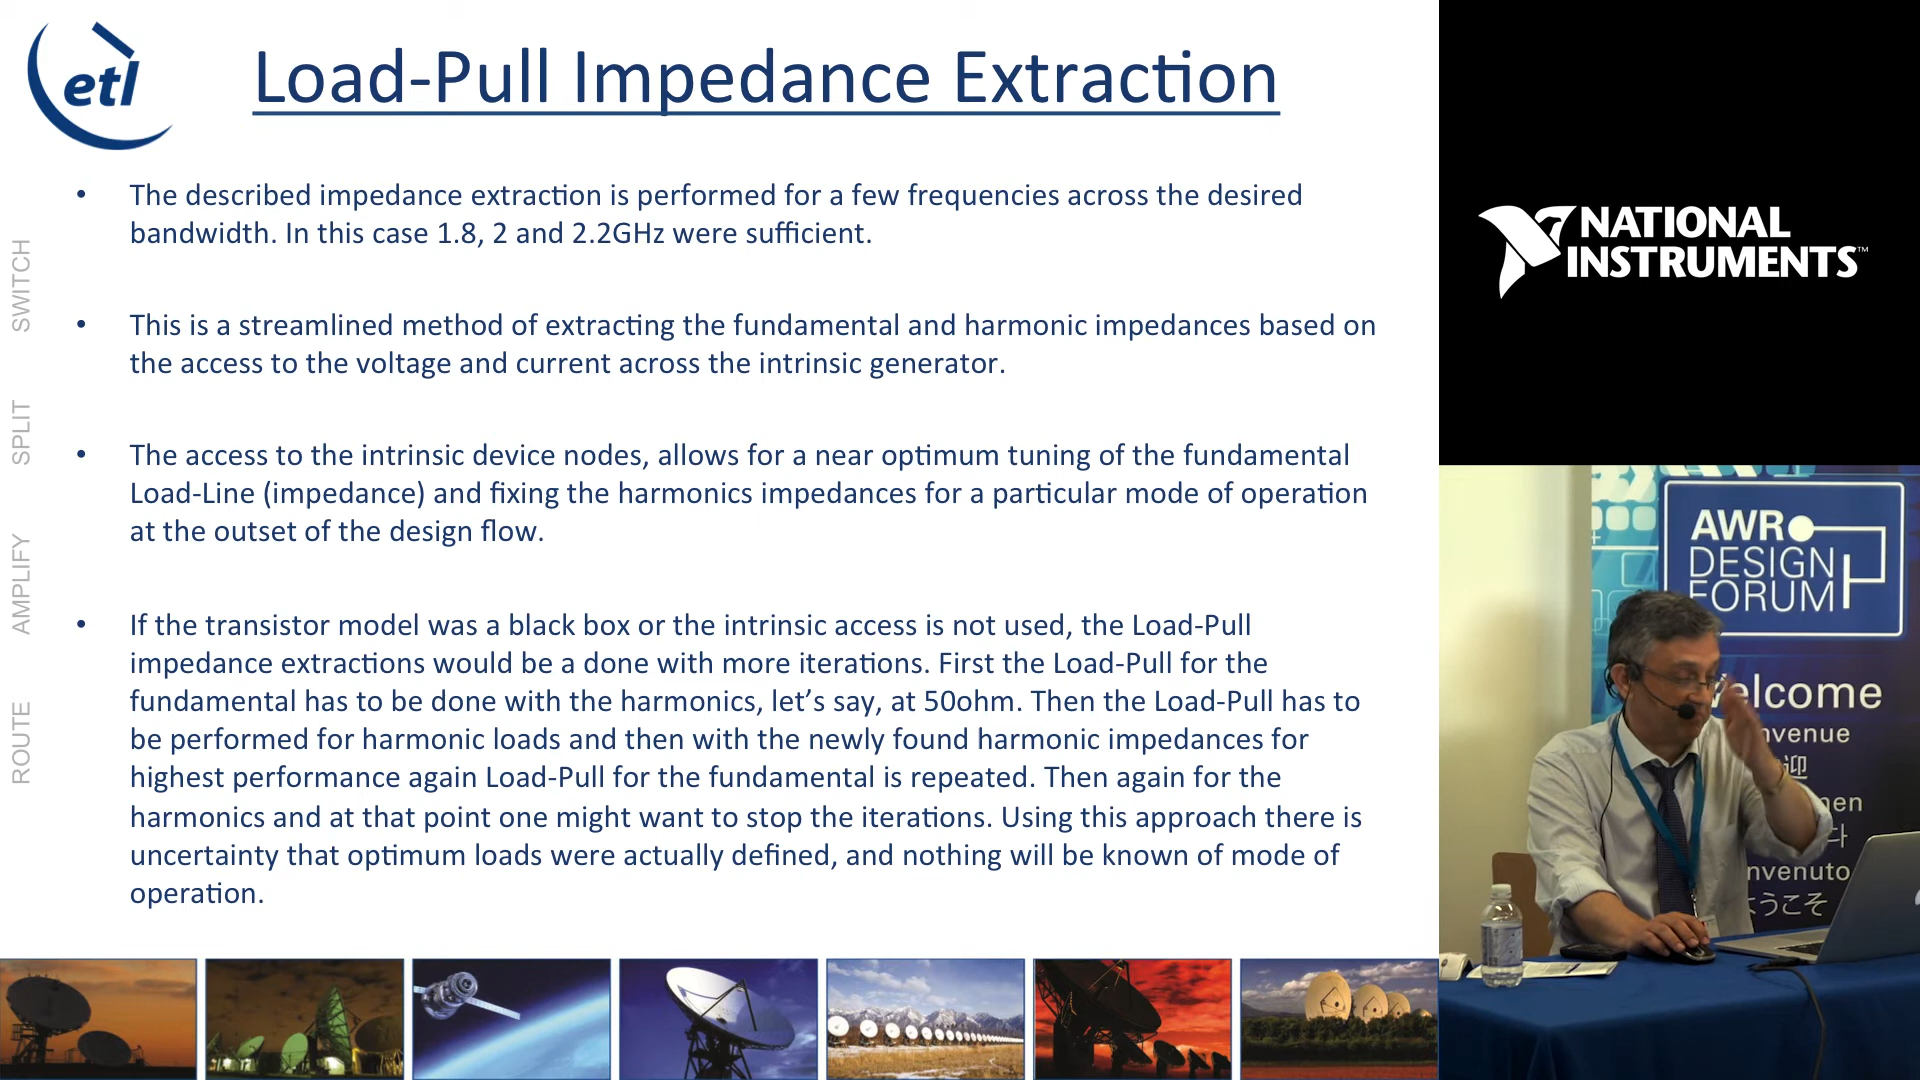 etl
Load-Pull Impedance Extraction
• The described impedance extraction is performed for a few frequencies across the desired
bandwidth. In this case 1.8, 2 and 2.2GHz were sufficient.
• This is a streamlined method of extracting the fundamental and harmonic impedances based on
the access to the voltage and current across the intrinsic generator.
• The access to the intrinsic device nodes, allows for a near optimum tuning of the fundamental
Load-Line (impedance) and fixing the harmonics impedances for a particular mode of operation
at the outset of the design flow.
• If the transistor model was a black box or the intrinsic access is not used, the Load-Pull
impedance extractions would be a done with more iterations. First the Load-Pull for the
fundamental has to be done with the harmonics, let’s say, at 50ohm. Then the Load-Pull has to
be performed for harmonic loads and then with the newly found harmonic impedances for
highest performance again Load-Pull for the fundamental is repeated. Then again for the
harmonics and at that point one might want to stop the iterations. Using this approach there is
uncertainty that optimum loads were actually defined, and nothing will be known of mode of
operation.
SWITCH
SPLIT
AMPLIFY
ROUTE
NATIONAL
INSTRUMENTS™
AWR
DESIGN
FORUM
elcome
nvenue
迎
en
다
nvenuto
ようこそ